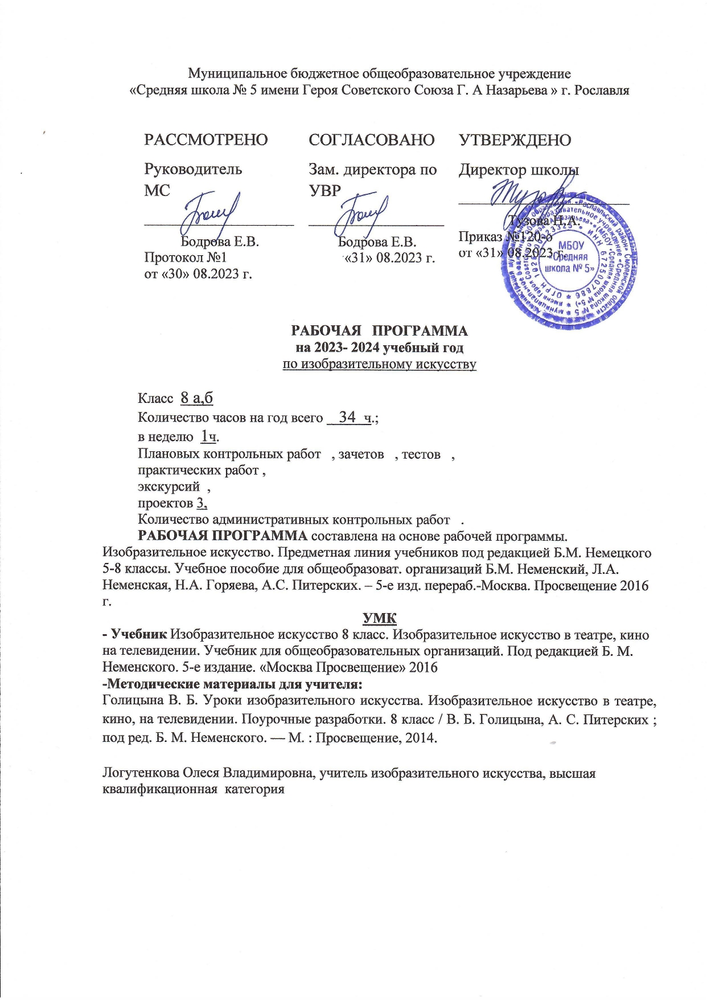 Муниципальное бюджетное общеобразовательное учреждение
«Средняя школа № 5 имени Героя Советского Союза Г. А Назарьева » г. Рославля
РАССМОТРЕНО
Руководитель
МС
Бодрова Е.В.
Протокол №1
от «30» 08.2023 г.
СОГЛАСОВАНО
Зам. директора по
УВР
Бодрова Е.В.
«31» 08.2023 г.
УТВЕРЖДЕНО
Директор школы
Тузова Н.А.
Приказ №120-о
от «31» 08.2023 г.
МБОУ
«Средняя
школа № 5»
РАБОЧАЯ ПРОГРАММА
на 2023- 2024 учебный год
по изобразительному искусству
Класс 8 а,б
Количество часов на год всего 34 ч.;
в неделю 1ч.
Плановых контрольных работ , зачетов , тестов ,
практических работ ,
экскурсий ,
проектов 3,
Количество административных контрольных работ .
РАБОЧАЯ ПРОГРАММА составлена на основе рабочей программы.
Изобразительное искусство. Предметная линия учебников под редакцией Б.М. Немецкого
5-8 классы. Учебное пособие для общеобразоват. организаций Б.М. Неменский, Л.А.
Неменская, Н.А. Горяева, А.С. Питерских. – 5-е изд. перераб.-Москва. Просвещение 2016
г.
УМК
- Учебник Изобразительное искусство 8 класс. Изобразительное искусство в театре, кино
на телевидении. Учебник для общеобразовательных организаций. Под редакцией Б. М.
Неменского. 5-е издание. «Москва Просвещение» 2016
-Методические материалы для учителя:
Голицына В. Б. Уроки изобразительного искусства. Изобразительное искусство в театре,
кино, на телевидении. Поурочные разработки. 8 класс / В. Б. Голицына, А. С. Питерских ;
под ред. Б. М. Неменского. — М. : Просвещение, 2014.
Логутенкова Олеся Владимировна, учитель изобразительного искусства, высшая
квалификационная категория